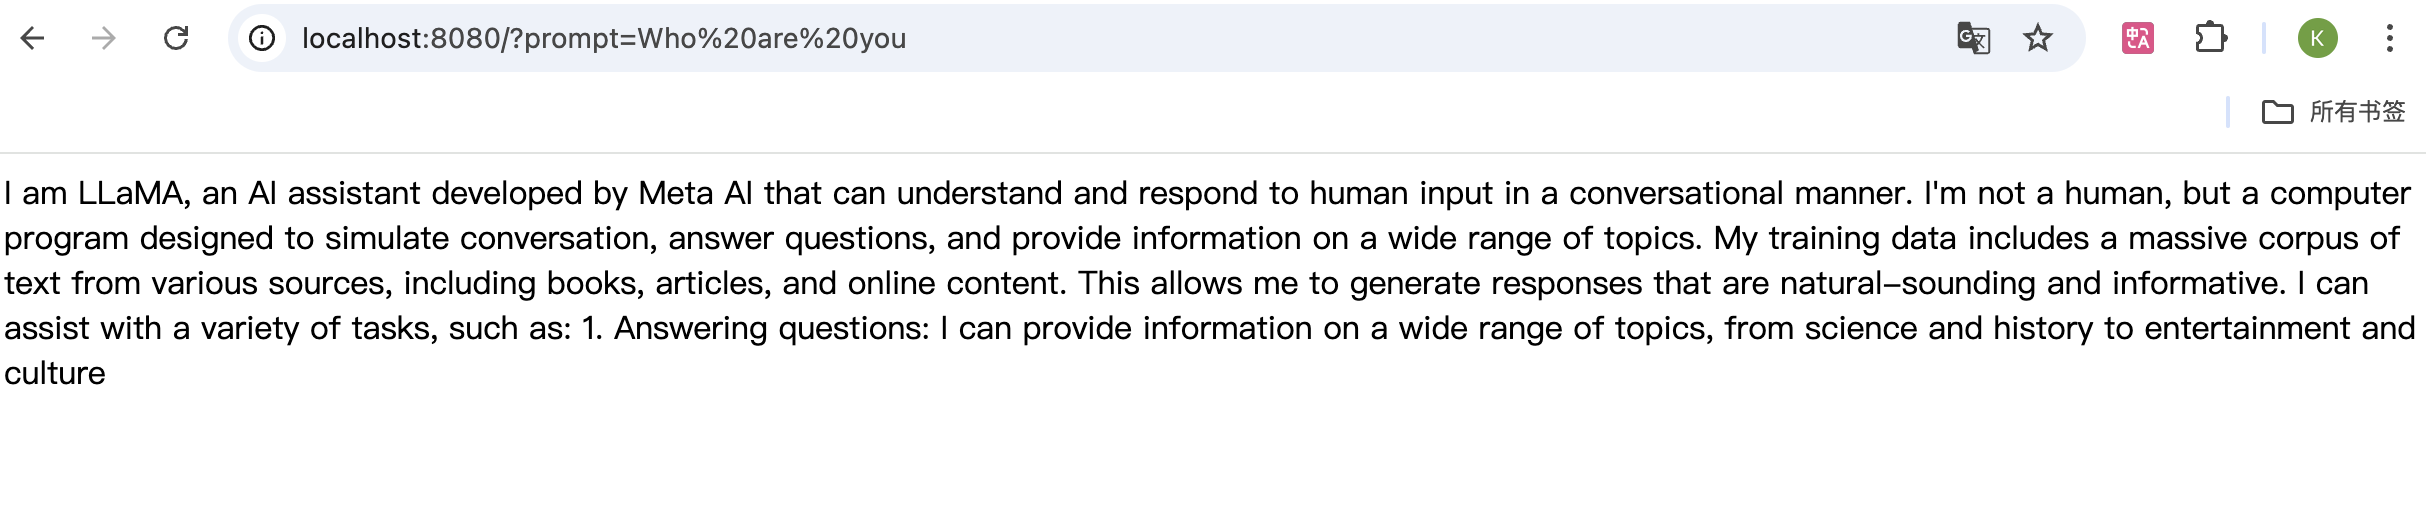 localhost:8080/?prompt=Who%20are%20you
K
所有书签
I am LLaMA, an AI assistant developed by Meta AI that can understand and respond to human input in a conversational manner. I'm not a human, but a computer
program designed to simulate conversation, answer questions, and provide information on a wide range of topics. My training data includes a massive corpus of
text from various sources, including books, articles, and online content. This allows me to generate responses that are natural–sounding and informative. I can
assist with a variety of tasks, such as: 1. Answering questions: I can provide information on a wide range of topics, from science and history to entertainment and
culture